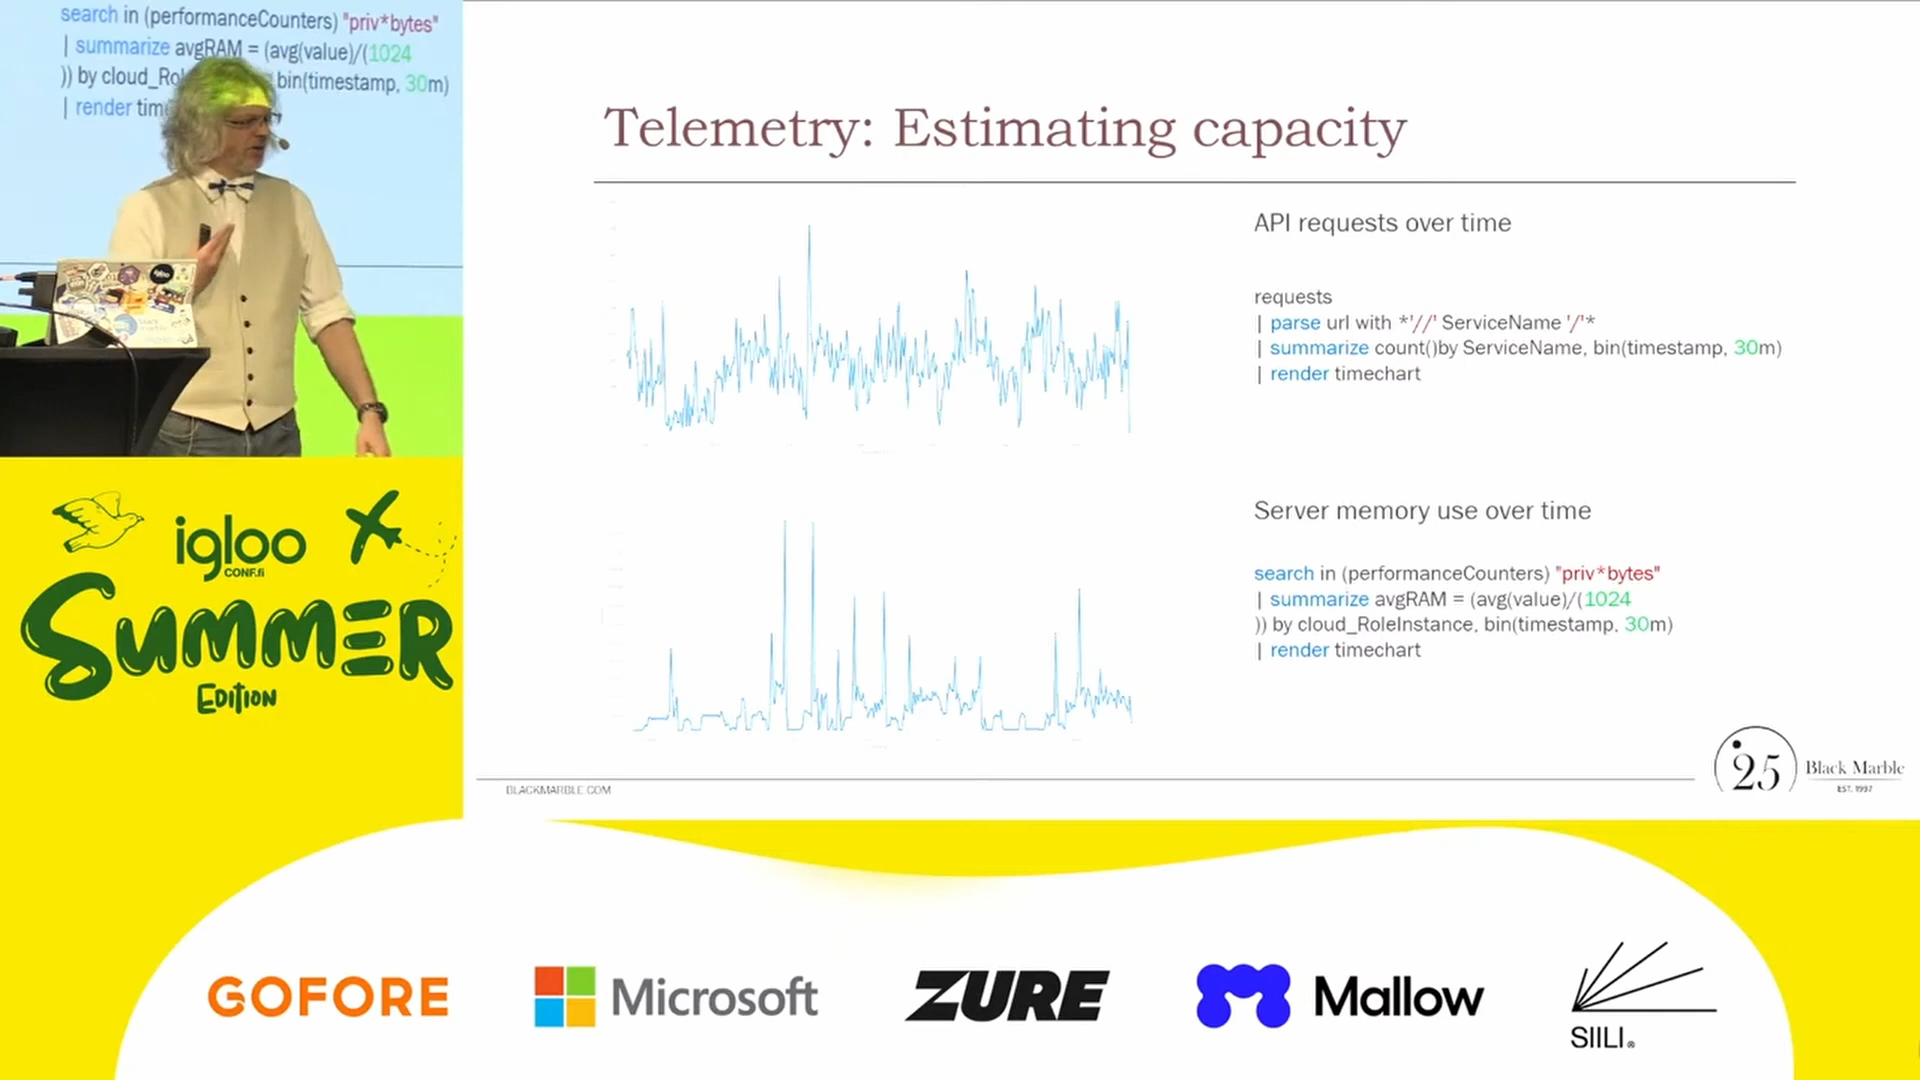 search in (performanceCounters) "priv*bytes"
| summarize avgRAM = (avg(value)/(1024
)) by cloud_Ro bin(timestamp, 30m)
| render tim
Telemetry: Estimating capacity
API requests over time
requests
| parse url with *'//' ServiceName '/'*
| summarize count()by ServiceName, bin(timestamp, 30m)
| render timechart
Server memory use over time
search in (performanceCounters) "priv*bytes"
| summarize avgRAM = (avg(value)/(1024
)) by cloud_RoleInstance, bin(timestamp, 30m)
| render timechart
BLACKMARBLE.COM
25 Black Marble
EST. 1997
igloo
CONF.fi
SUMMER
EDITION
GOFORE
Microsoft
ZURE
Mallow
SIILI®